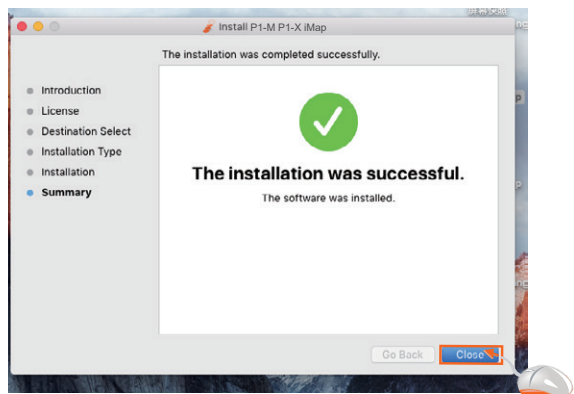 Install P1-M P1-X iMap
The installation was completed successfully.
Introduction
License
Destination Select
Installation Type
Installation
Summary
The installation was successful.
The software was installed.
Go Back
Close